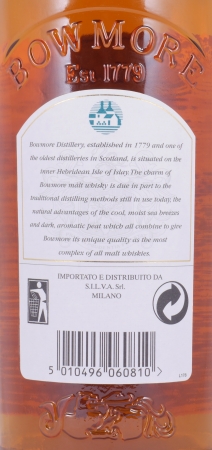 BOWMORE
Est 1779
Bowmore Distillery, established in 1779 and one of
the oldest distilleries in Scotland, is situated on the
inner Hebridean Isle of Islay. The charm of
Bowmore malt whisky is due in part to the
traditional distilling methods still in use today, the
natural advantages of the cool, moist sea breezes
and dark, aromatic peat which all combine to give
Bowmore its unique quality as the most
complex of all malt whiskies.
IMPORTATO E DISTRIBUITO DA
S.I.L.V.A. Srl.
MILANO
5 010496 060810